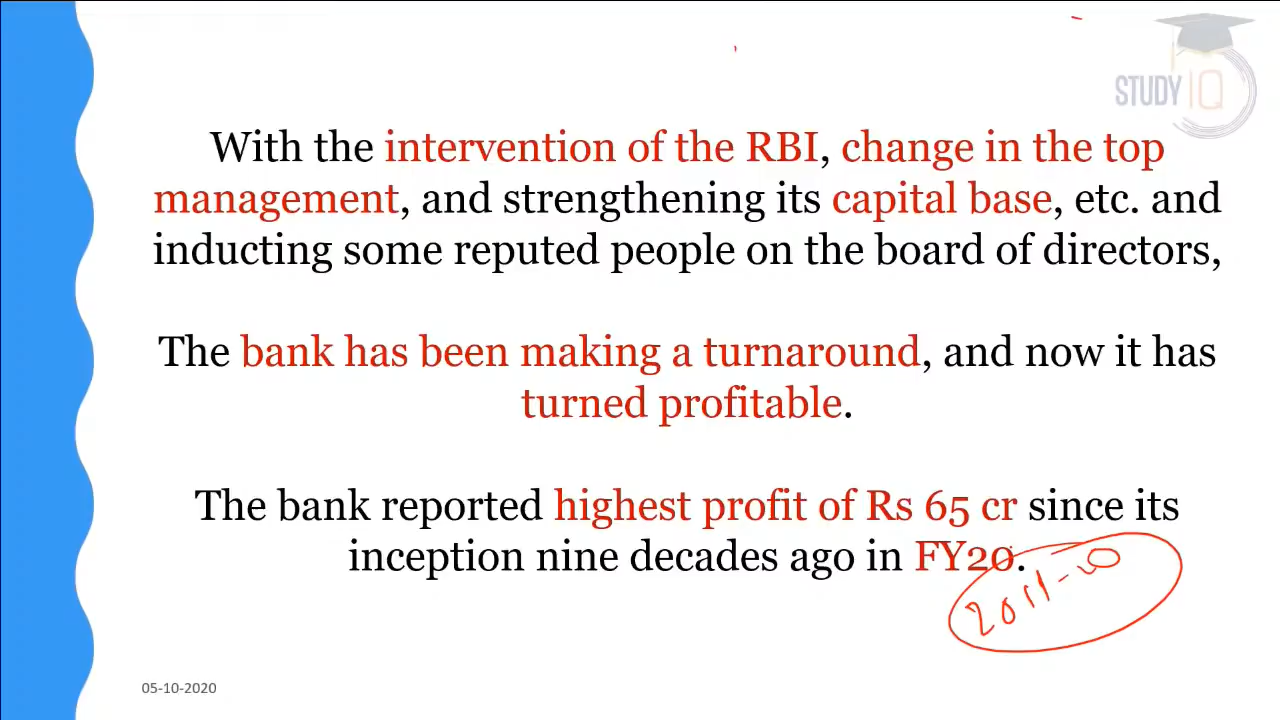 STUDY IQ
With the intervention of the RBI, change in the top
management, and strengthening its capital base, etc. and
inducting some reputed people on the board of directors,
The bank has been making a turnaround, and now it has
turned profitable.
The bank reported highest profit of Rs 65 cr since its
inception nine decades ago in FY20.
05-10-2020